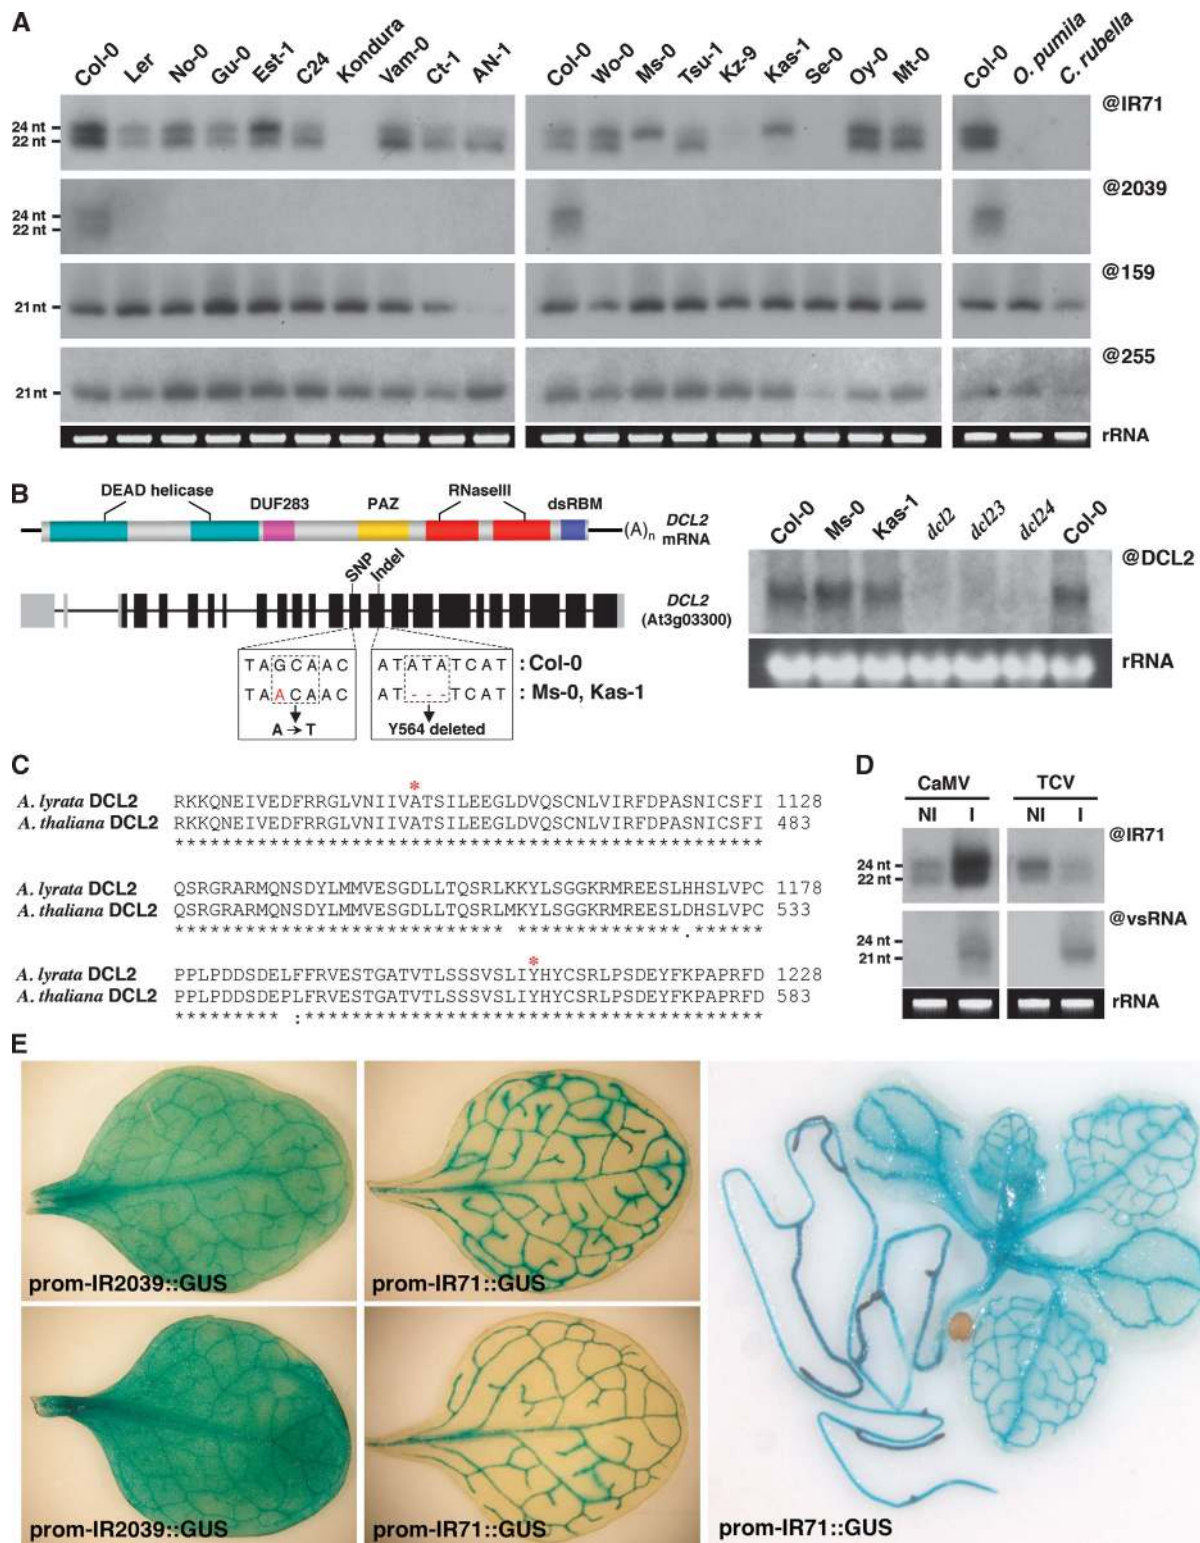 A
Col-0 Ler No-0 Gu-0 Est-1 C24 Kondura Vam-0 Ct-1 AN-1
Col-0 Wo-0 Ms-0 Tsu-1 Kz-9 Kas-1 Se-0 Oy-0 Mt-0
Col-0 O. pumila C. rubella
24 nt
22 nt
@IR71
24 nt
22 nt
@2039
21 nt
@159
21 nt
@255
rRNA
B
DEAD helicase DUF283 PAZ RNaseIII dsRBM
(A)n DCL2 mRNA
SNP Indel
DCL2
(At3g03300)
TAGCAAC ATATATCAT : Col-0
TAACAAC AT---TCAT : Ms-0, Kas-1
A → T Y564 deleted
Col-0 Ms-0 Kas-1 dcl2 dcl23 dcl24 Col-0
@DCL2
rRNA
C
*
A. lyrata DCL2 RKKQNEIVEDFRRGLVNIIVATSILEEGLDVQSCNLVIRFDPASNICSFI 1128
A. thaliana DCL2 RKKQNEIVEDFRRGLVNIIVATSILEEGLDVQSCNLVIRFDPASNICSFI 483
**************************************************
A. lyrata DCL2 QSRGRARMQNSDYLMMVESGDLLTQSRLKKYLSGGKRMREESLHHSLVPC 1178
A. thaliana DCL2 QSRGRARMQNSDYLMMVESGDLLTQSRLMKYLSGGKRMREESLDHSLVPC 533
**************************** **************.******
*
A. lyrata DCL2 PPLPDDSDELFFRVESTGATVTLSSSVSLIYHYCSRLPSDEYFKPAPRFD 1228
A. thaliana DCL2 PPLPDDSDEPLFRVESTGATVTLSSSVSLIYHYCSRLPSDEYFKPAPRFD 583
********* :***************************************
D
CaMV TCV
NI I NI I
24 nt
22 nt
@IR71
24 nt
21 nt
@vsRNA
rRNA
E
prom-IR2039::GUS
prom-IR71::GUS
prom-IR2039::GUS
prom-IR71::GUS
prom-IR71::GUS